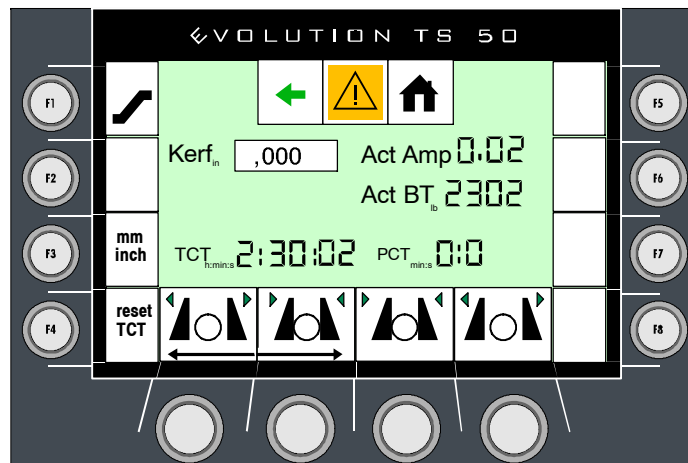 EVOLUTION TS 50
F1
F5
Kerf in ,000 Act Amp 0.02
F2
F6
Act BT lb 2302
F3
mm
inch
TCT h:min:s 2:30:02 PCT min:s 0:0
F7
F4
reset
TCT
F8